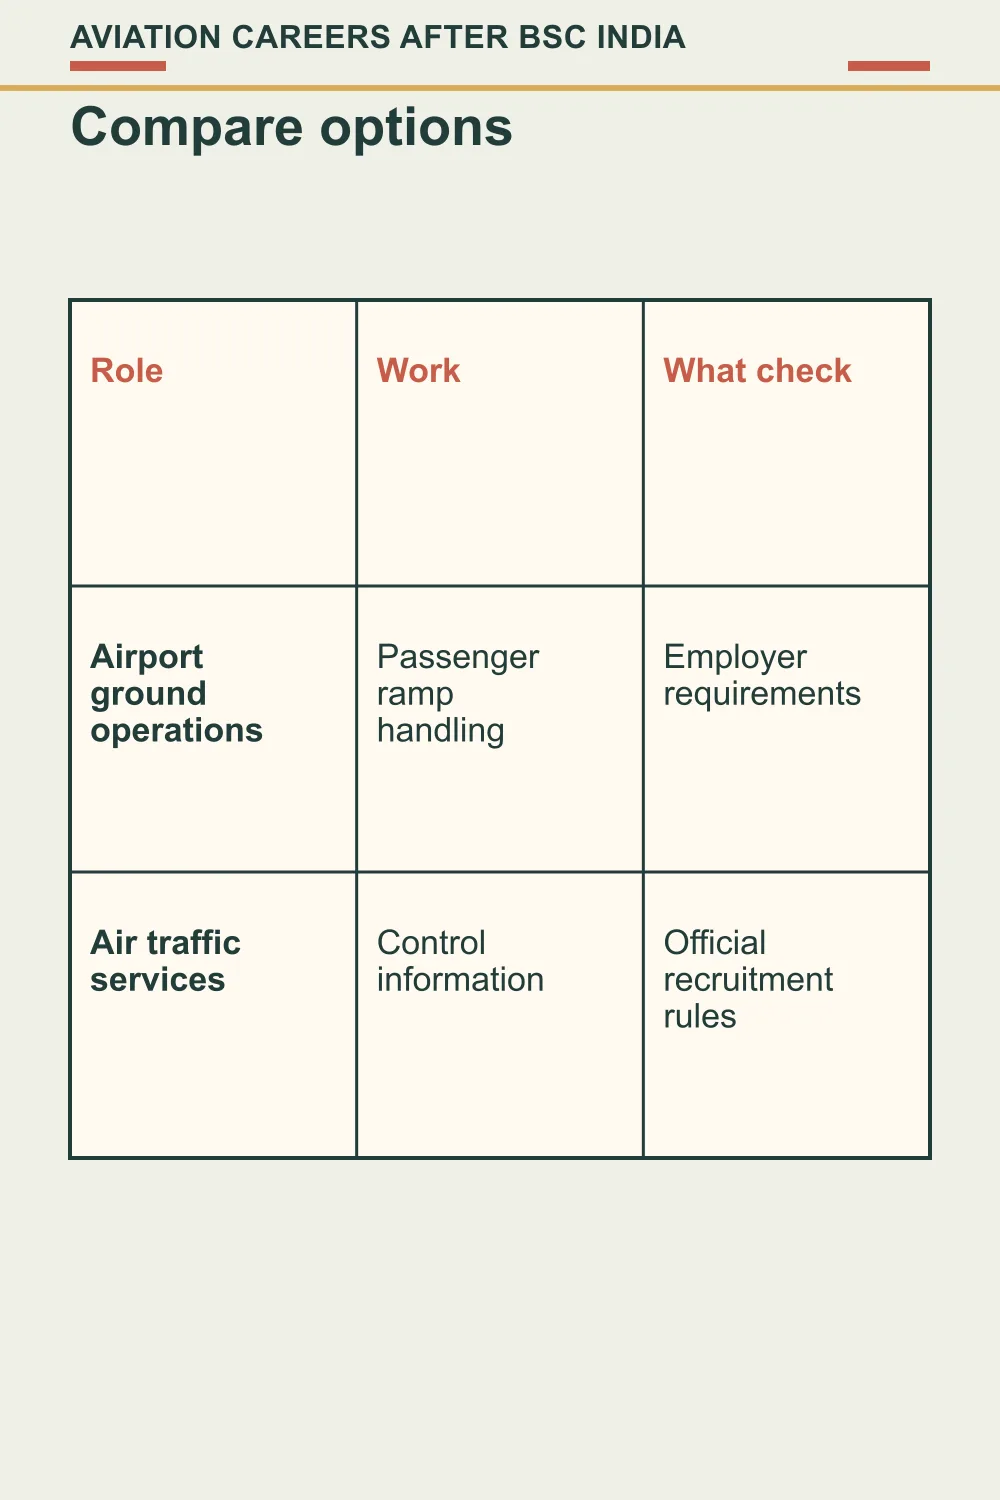 AVIATION CAREERS AFTER BSC INDIA
Compare options
Role
Work
What check
Airport
ground
operations
Passenger
ramp
handling
Employer
requirements
Air traffic
services
Control
information
Official
recruitment
rules